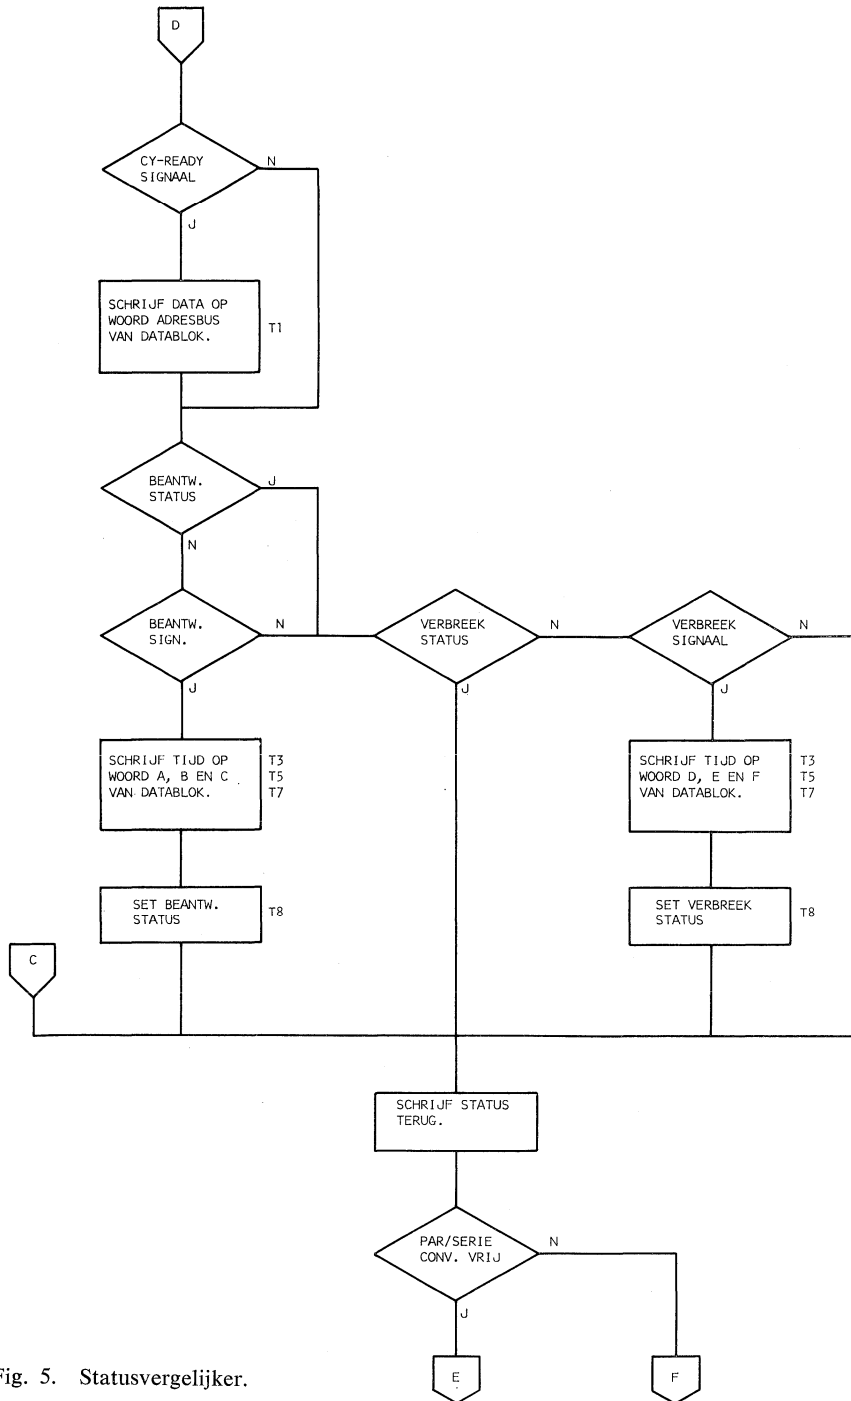 D
CY-READY
SIGNAAL
N
J
SCHRIJF DATA OP
WOORD ADRESBUS
VAN DATABLOK.
T1
BEANTW.
STATUS
J
N
BEANTW.
SIGN.
N
J
VERBREEK
STATUS
N
J
VERBREEK
SIGNAAL
N
J
SCHRIJF TIJD OP
WOORD A, B EN C
VAN DATABLOK.
T3
T5
T7
SCHRIJF TIJD OP
WOORD D, E EN F
VAN DATABLOK.
T3
T5
T7
SET BEANTW.
STATUS
T8
SET VERBREEK
STATUS
T8
C
SCHRIJF STATUS
TERUG.
PAR/SERIE
CONV. VRIJ
N
J
E
F
Fig. 5. Statusvergelijker.